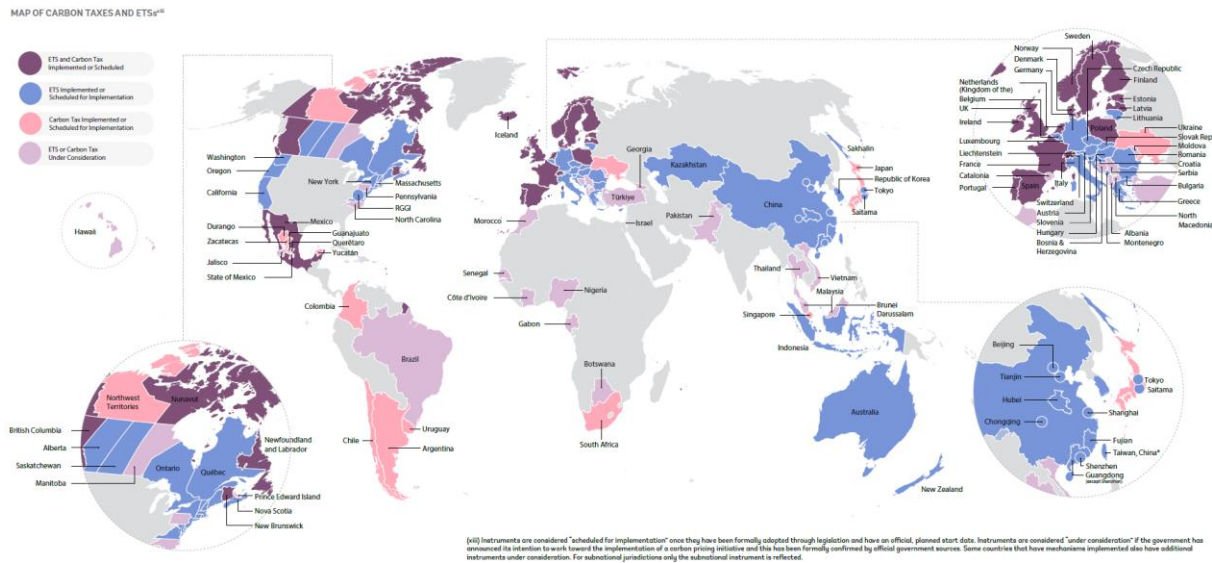 MAP OF CARBON TAXES AND ETSs(xiii)
ETS and Carbon Tax
Implemented or Scheduled
ETS Implemented or
Scheduled for Implementation
Carbon Tax Implemented or
Scheduled for Implementation
ETS or Carbon Tax
Under Consideration
Hawaii
Washington
Oregon
California
New York
Massachusetts
Pennsylvania
RGGI
North Carolina
Mexico
Durango
Guanajuato
Zacatecas
Querétaro
Yucatán
Jalisco
State of Mexico
Colombia
Brazil
Chile
Uruguay
Argentina
Iceland
Georgia
Türkiye
Morocco
Israel
Pakistan
Senegal
Côte d'Ivoire
Nigeria
Gabon
Botswana
South Africa
Kazakhstan
China
Sakhalin
Japan
Republic of Korea
Tokyo
Saitama
Thailand
Vietnam
Malaysia
Singapore
Brunei
Darussalam
Indonesia
Australia
New Zealand
Sweden
Norway
Denmark
Germany
Netherlands
(Kingdom of the)
Belgium
UK
Ireland
Luxembourg
Liechtenstein
France
Catalonia
Portugal
Spain
Italy
Poland
Switzerland
Austria
Slovenia
Hungary
Bosnia &
Herzegovina
Czech Republic
Finland
Estonia
Latvia
Lithuania
Ukraine
Slovak Rep
Moldova
Romania
Croatia
Serbia
Bulgaria
Greece
North
Macedonia
Albania
Montenegro
Northwest
Territories
Nunavut
British Columbia
Alberta
Saskatchewan
Manitoba
Ontario
Québec
Newfoundland
and Labrador
Prince Edward Island
Nova Scotia
New Brunswick
Beijing
Tianjin
Hubei
Chongqing
Tokyo
Saitama
Shanghai
Fujian
Taiwan, China*
Shenzhen
Guangdong
(except Shenzhen)
(xiii) Instruments are considered "scheduled for implementation" once they have been formally adopted through legislation and have an official, planned start date. Instruments are considered "under consideration" if the government has
announced its intention to work toward the implementation of a carbon pricing initiative and this has been formally confirmed by official government sources. Some countries that have mechanisms implemented also have additional
instruments under consideration. For subnational jurisdictions only the subnational instrument is reflected.